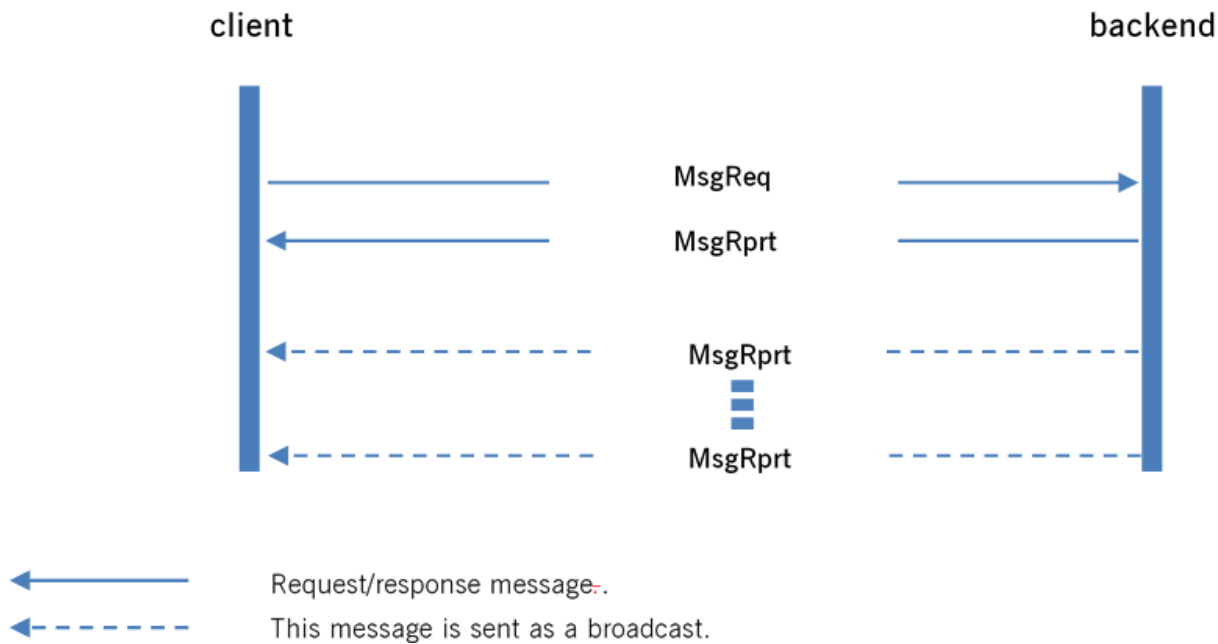 client
backend
MsgReq
MsgRprt
MsgRprt
MsgRprt
Request/response message..
This message is sent as a broadcast.